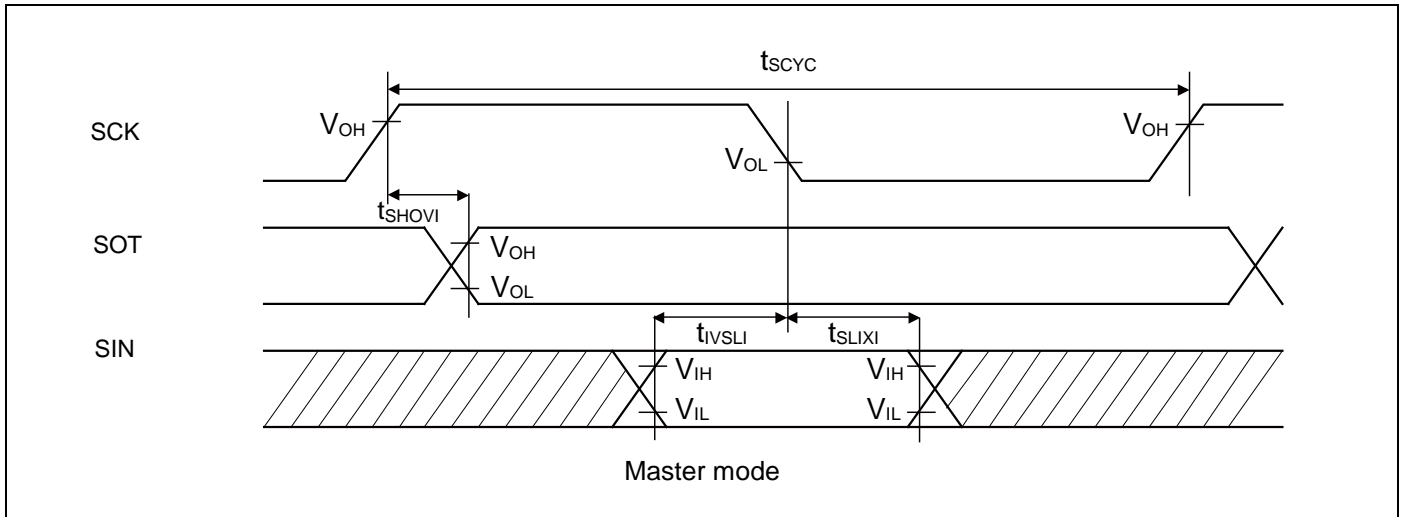 tSCYC
SCK
VOH
VOL
VOH
tSHOVI
SOT
VOH
VOL
SIN
tIVSLI
tSLIXI
VIH
VIH
VIL
VIL
Master mode